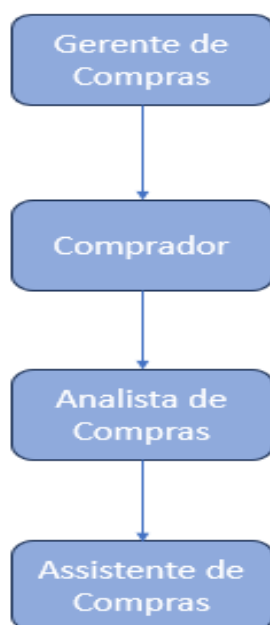 Gerente de
Compras
Comprador
Analista de
Compras
Assistente de
Compras